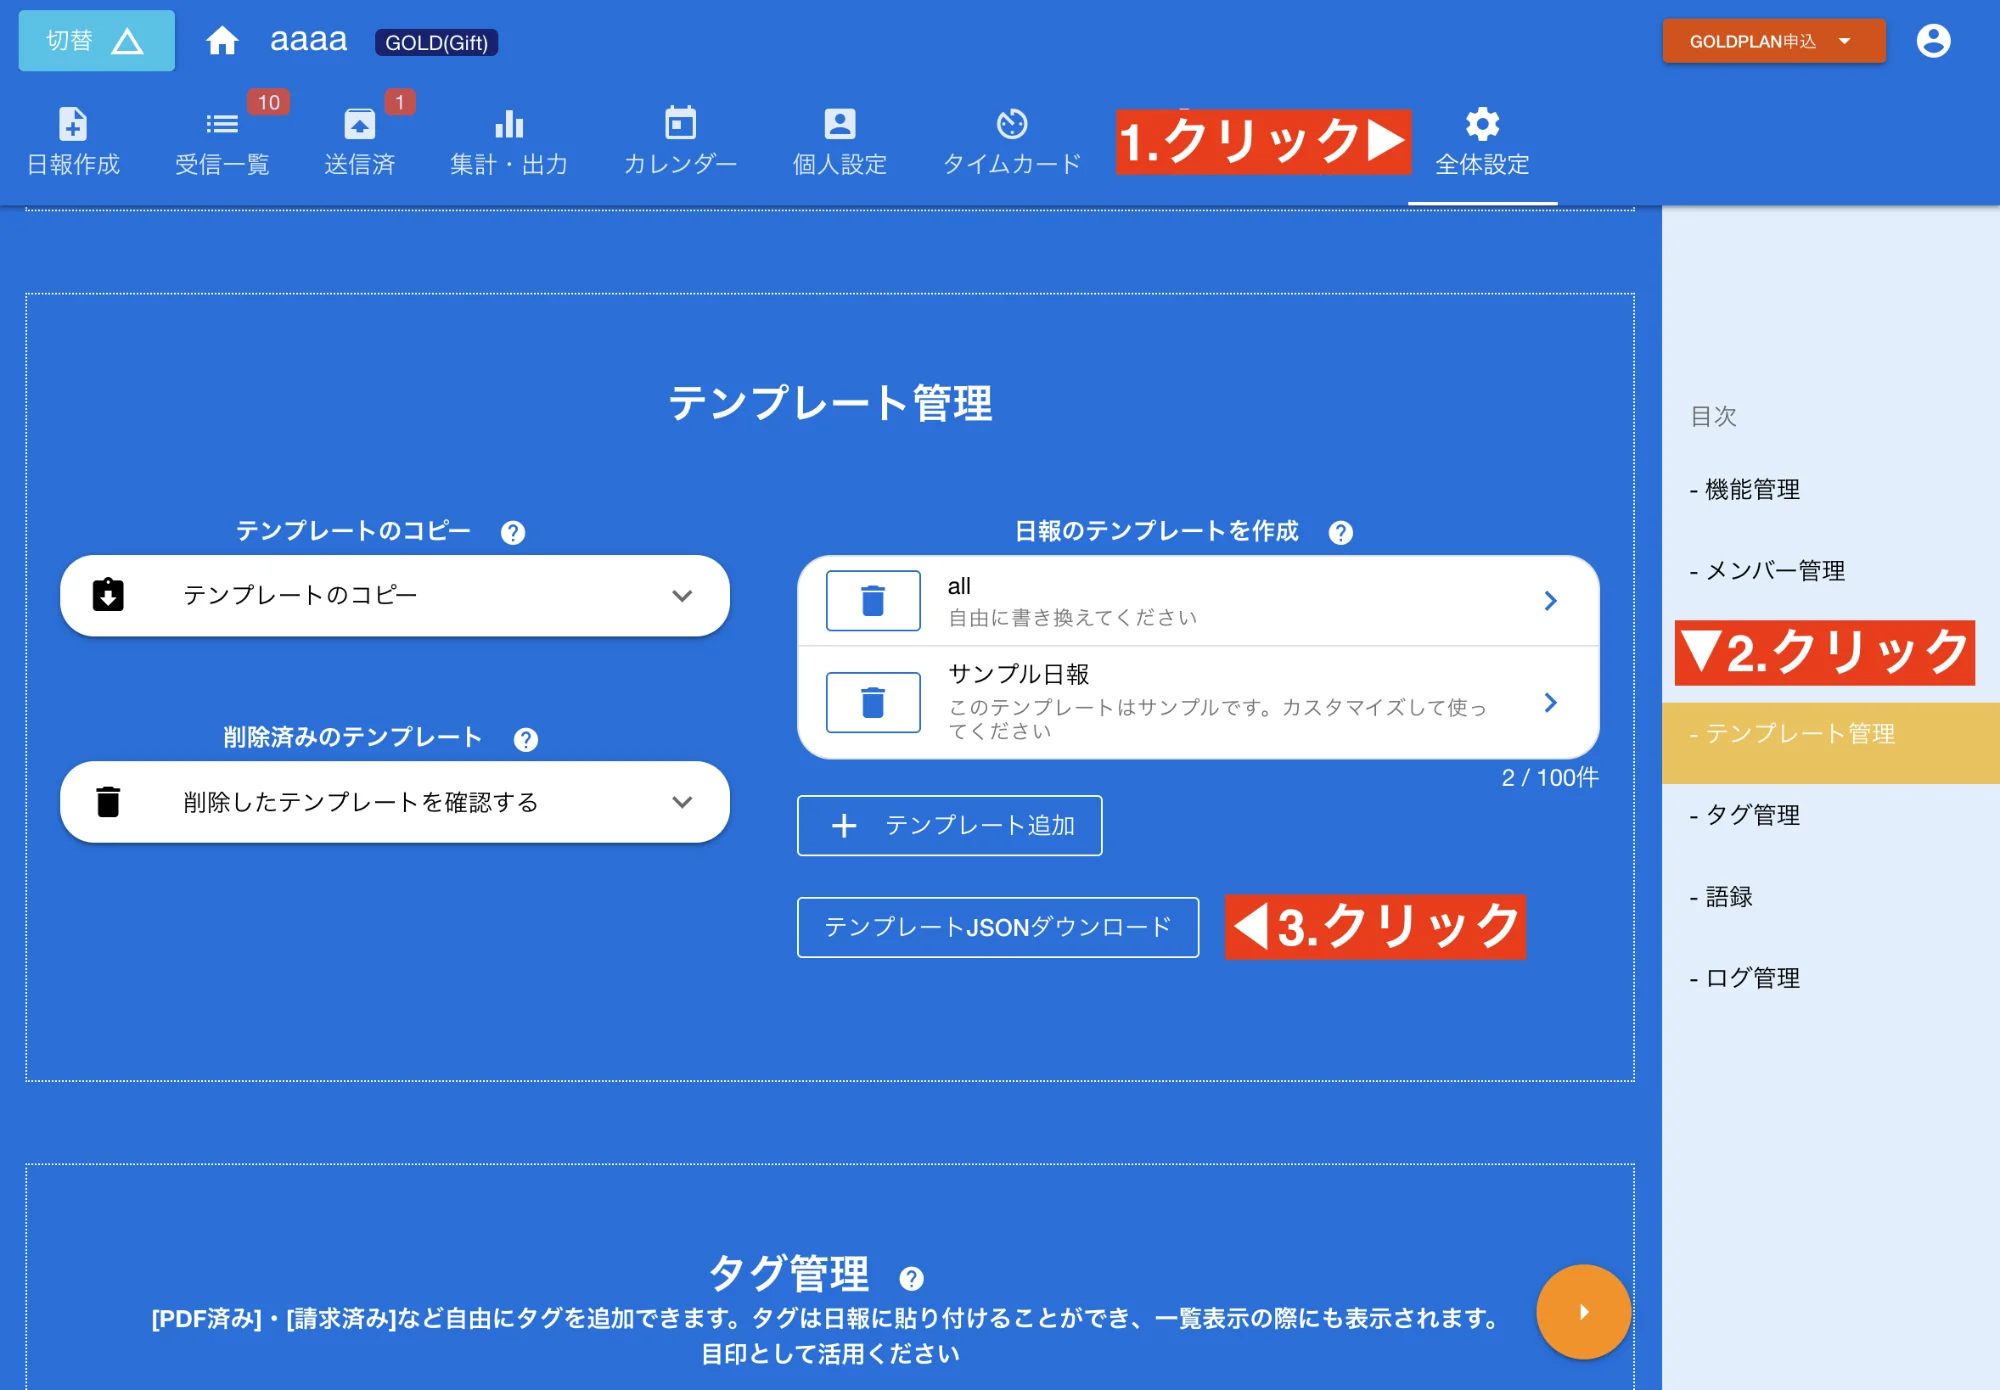 切替
aaaa
GOLD(Gift)
GOLDPLAN申込
日報作成
受信一覧
10
送信済
1
集計・出力
カレンダー
個人設定
タイムカード
1.クリック▶
全体設定
テンプレート管理
テンプレートのコピー
テンプレートのコピー
削除済みのテンプレート
削除したテンプレートを確認する
日報のテンプレートを作成
all
自由に書き換えてください
サンプル日報
このテンプレートはサンプルです。カスタマイズして使っ
てください
2 / 100件
テンプレート追加
テンプレートJSONダウンロード
◀3.クリック
タグ管理
[PDF済み]・[請求済み]など自由にタグを追加できます。タグは日報に貼り付けることができ、一覧表示の際にも表示されます。
目印として活用ください
目次
- 機能管理
- メンバー管理
▼2.クリック
- テンプレート管理
- タグ管理
- 語録
- ログ管理